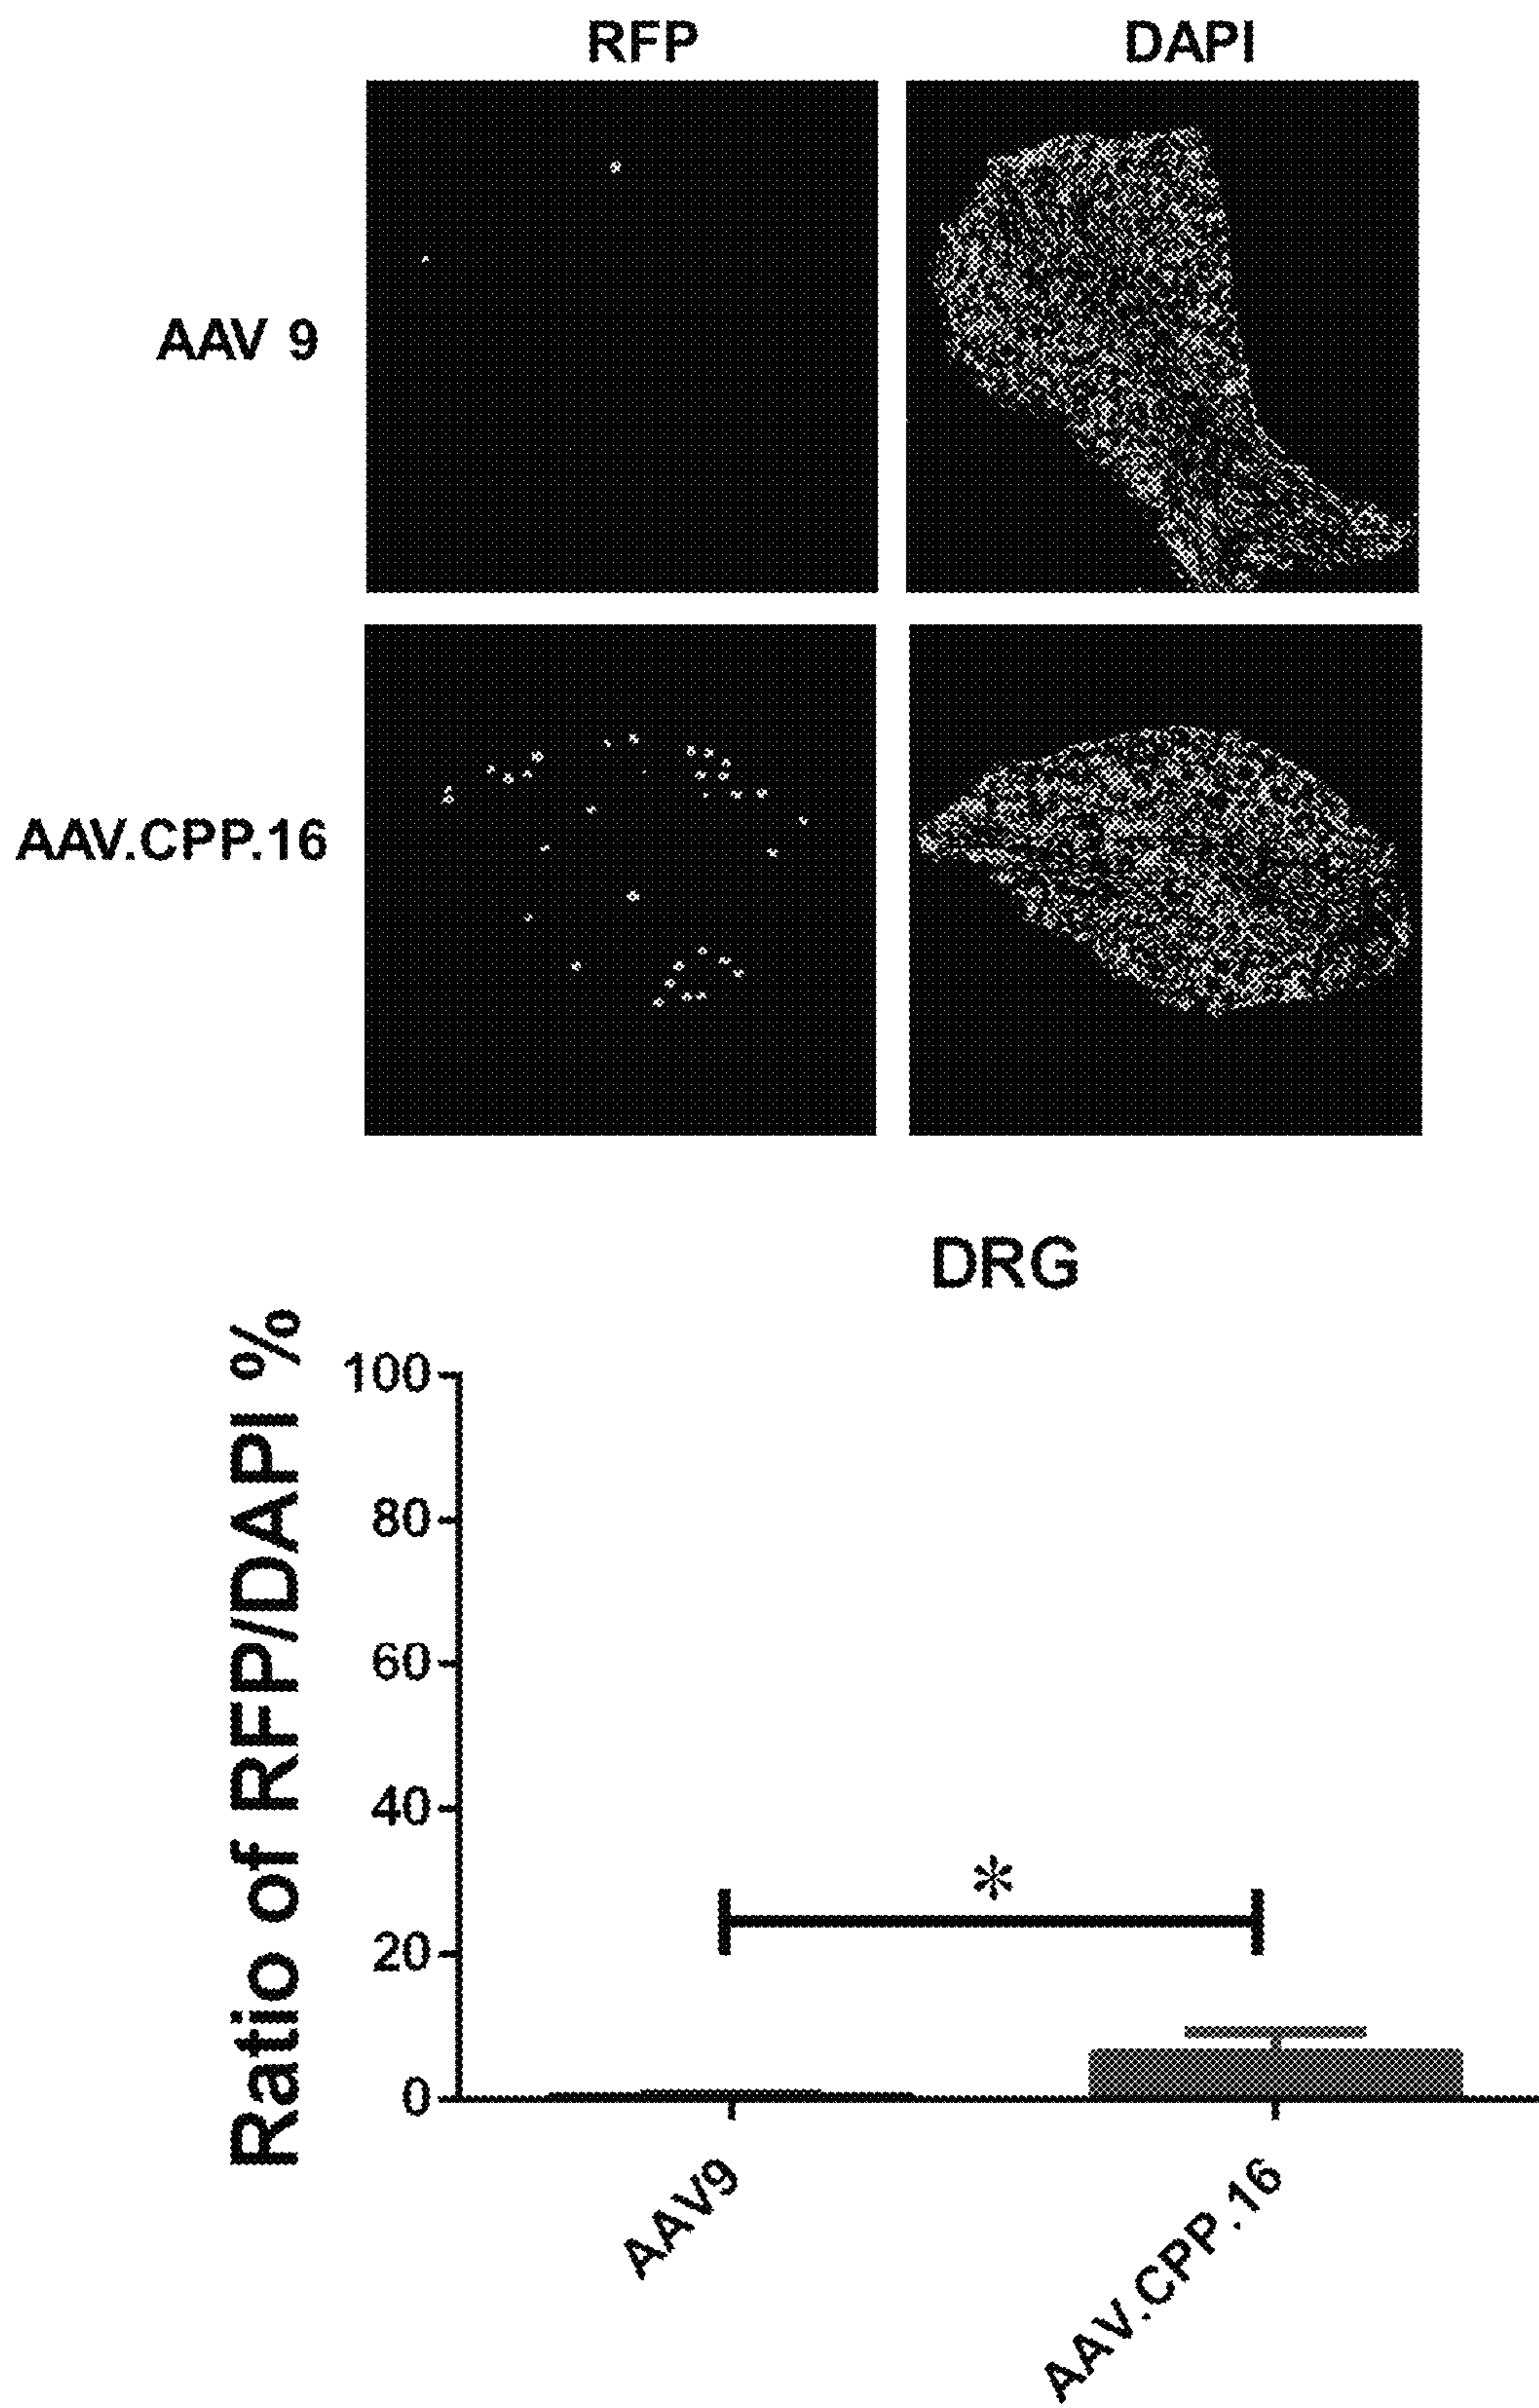 RFP DAPI
AAV 9
AAV.CPP.16
DRG
Ratio of RFP/DAPI %
100
80
60
40
20
0
*
AAV9
AAV.CPP.16